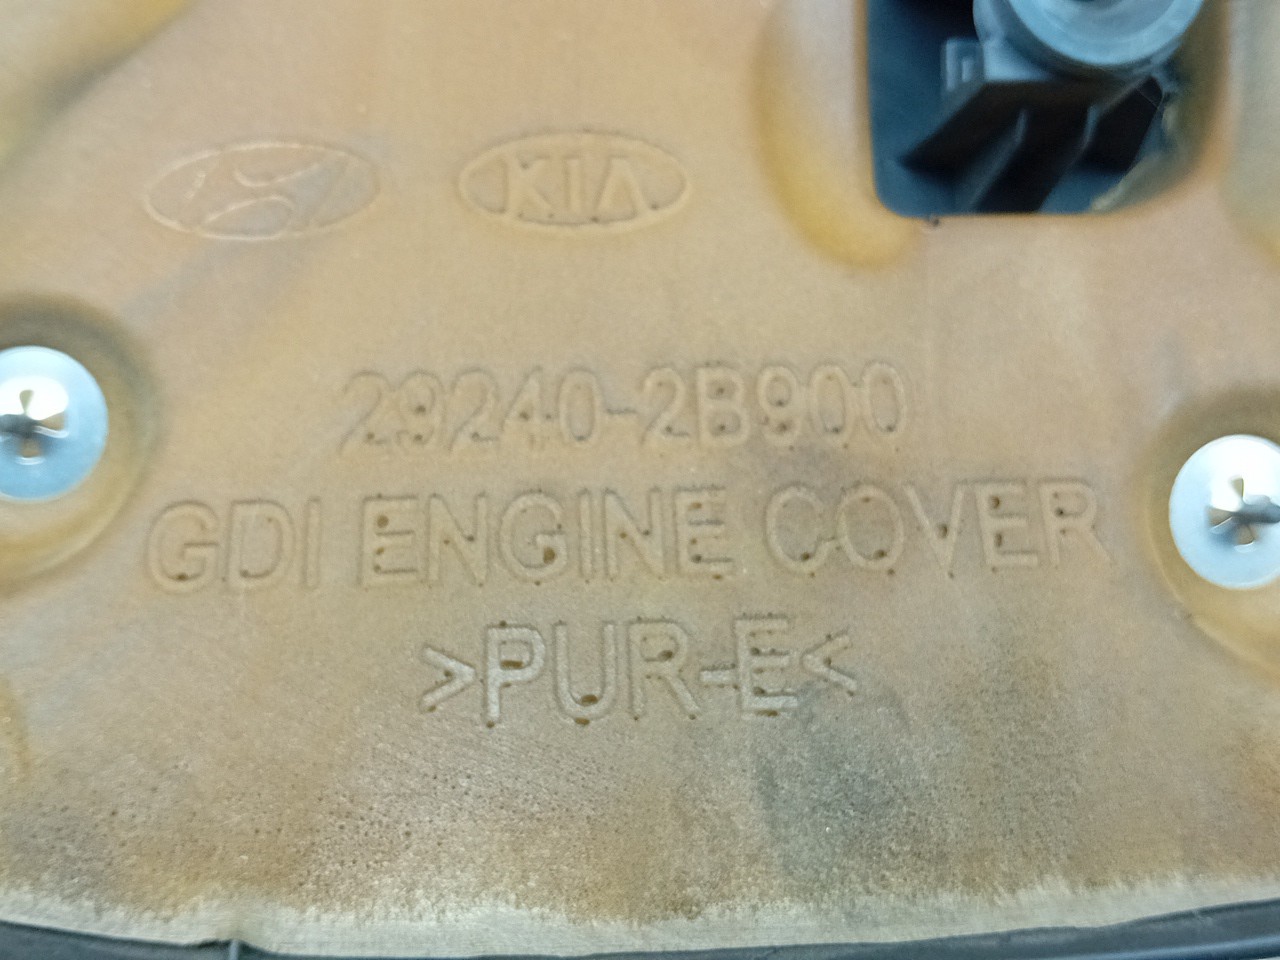 KIA
29240-2B900
GDI ENGINE COVER
>PUR-E<